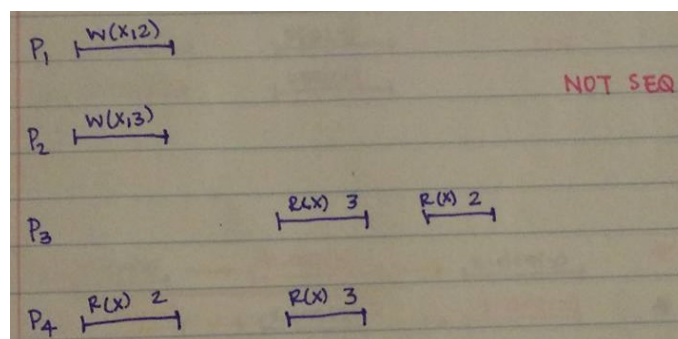 P1 W(X,2)
NOT SEQ
P2 W(X,3)
P3 R(X) 3 R(X) 2
P4 R(X) 2 R(X) 3